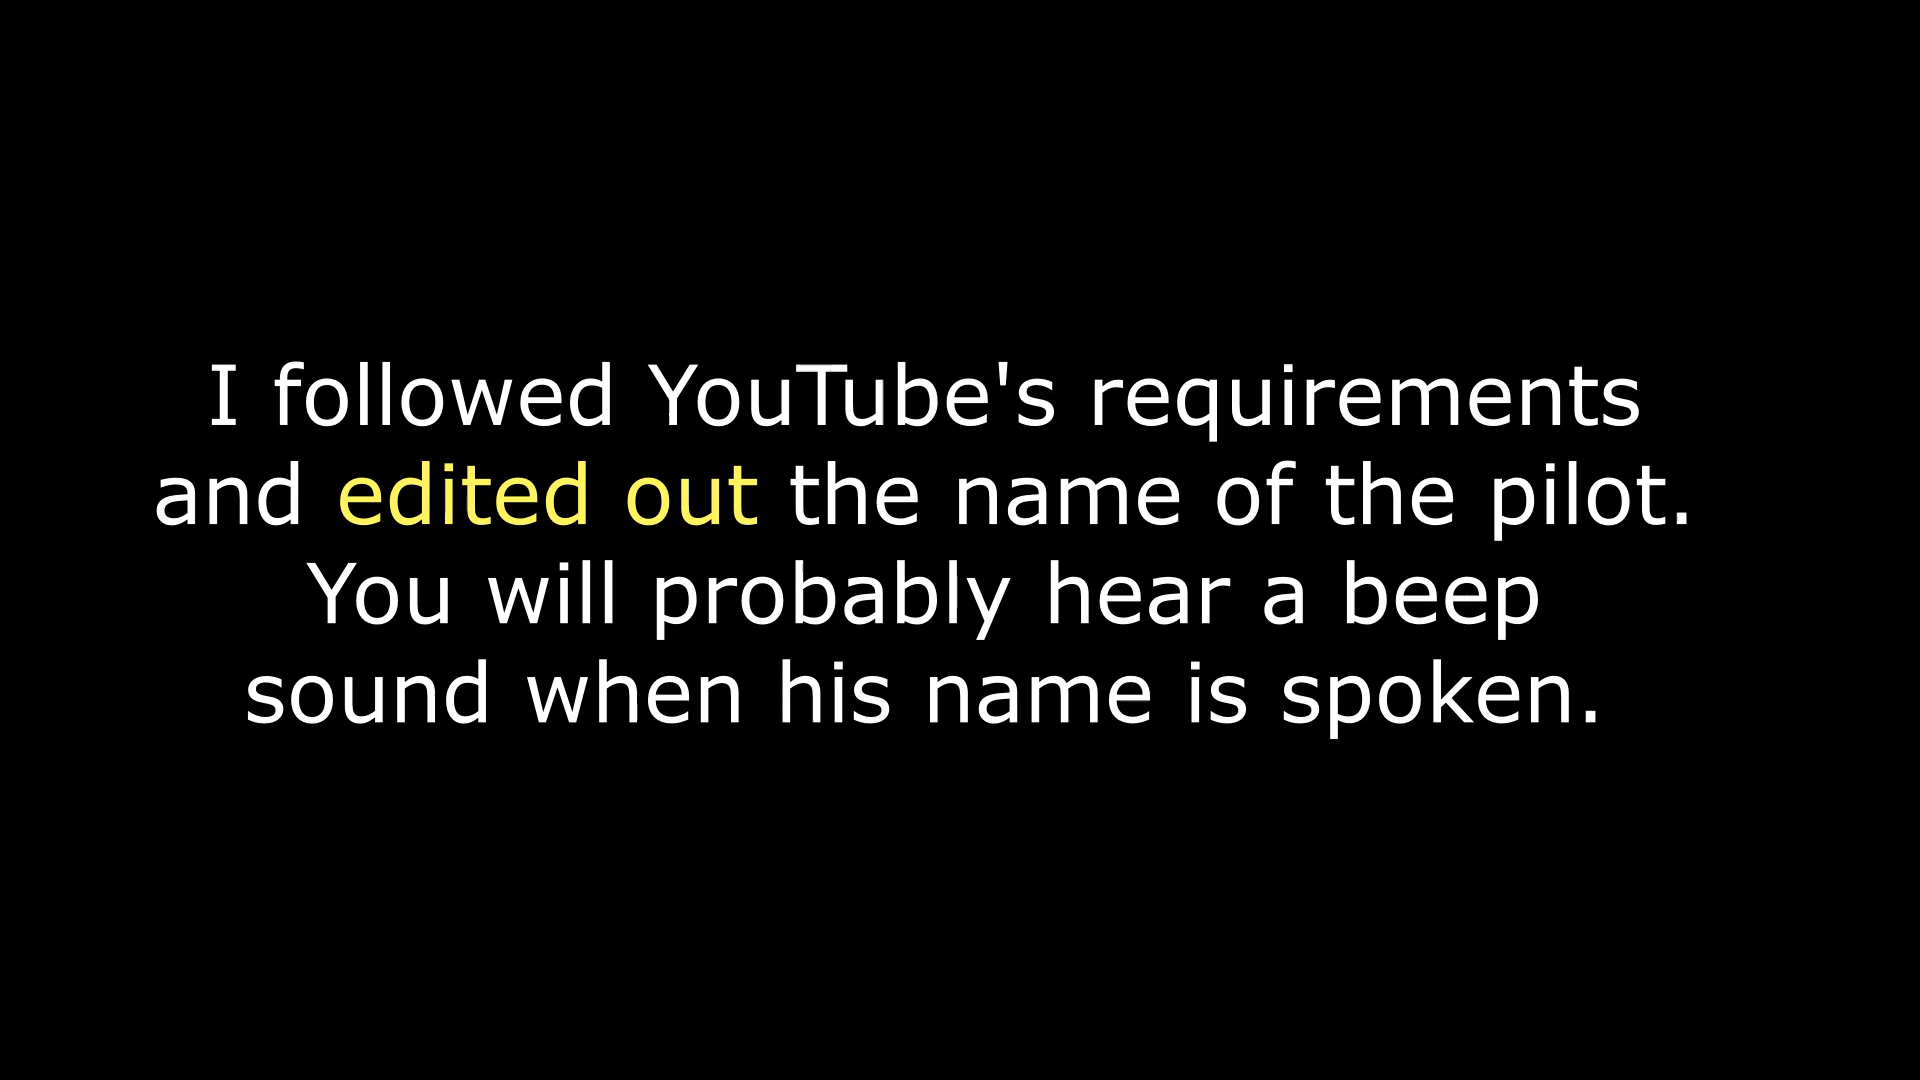 I followed YouTube's requirements
and edited out the name of the pilot.
You will probably hear a beep
sound when his name is spoken.